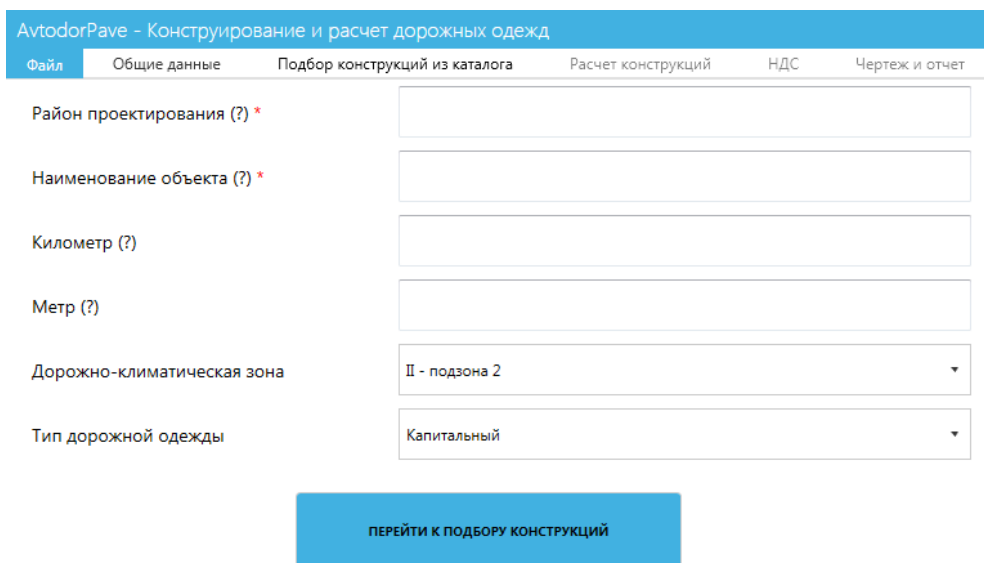 AvtodorPave - Конструирование и расчет дорожных одежд
Файл Общие данные Подбор конструкций из каталога Расчет конструкций НДС Чертеж и отчет
Район проектирования (?) *
Наименование объекта (?) *
Километр (?)
Метр (?)
Дорожно-климатическая зона II - подзона 2
Тип дорожной одежды Капитальный
ПЕРЕЙТИ К ПОДБОРУ КОНСТРУКЦИЙ